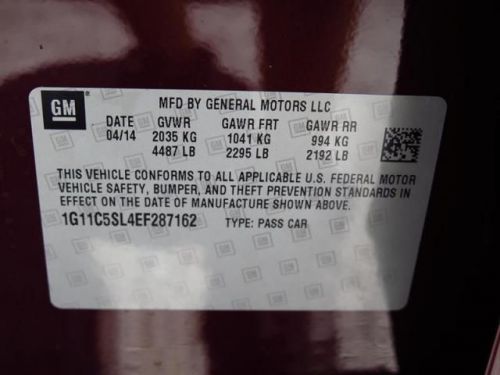 GM MFD BY GENERAL MOTORS LLC
DATE GVWR GAWR FRT GAWR RR
04/14 2035 KG 1041 KG 994 KG
4487 LB 2295 LB 2192 LB
THIS VEHICLE CONFORMS TO ALL APPLICABLE U.S. FEDERAL MOTOR
VEHICLE SAFETY, BUMPER, AND THEFT PREVENTION STANDARDS IN
EFFECT ON THE DATE OF MANUFACTURE SHOWN ABOVE.
1G11C5SL4EF287162 TYPE: PASS CAR